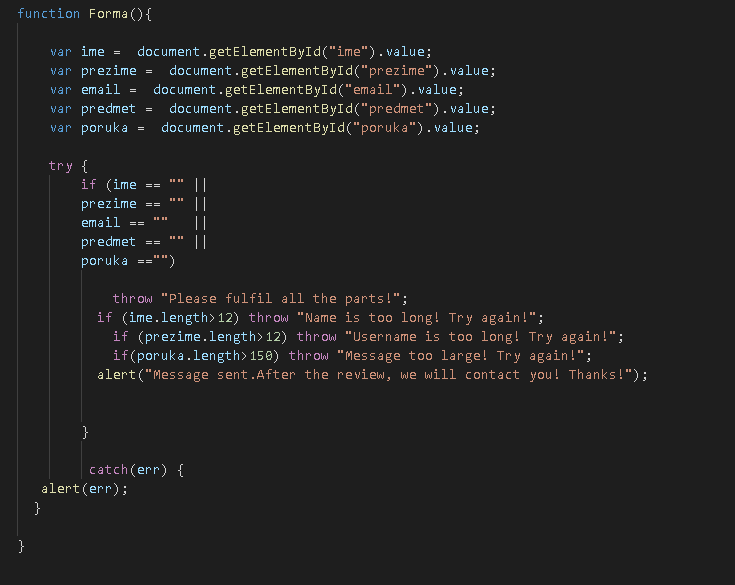 function Forma(){
var ime =  document.getElementById("ime").value;
var prezime =  document.getElementById("prezime").value;
var email =  document.getElementById("email").value;
var predmet =  document.getElementById("predmet").value;
var poruka =  document.getElementById("poruka").value;
try {
if (ime == "" ||
prezime == "" ||
email == ""   ||
predmet == "" ||
poruka =="")
throw "Please fulfil all the parts!";
if (ime.length>12) throw "Name is too long! Try again!";
if (prezime.length>12) throw "Username is too long! Try again!";
if(poruka.length>150) throw "Message too large! Try again!";
alert("Message sent.After the review, we will contact you! Thanks!");
}
catch(err) {
alert(err);
}
}